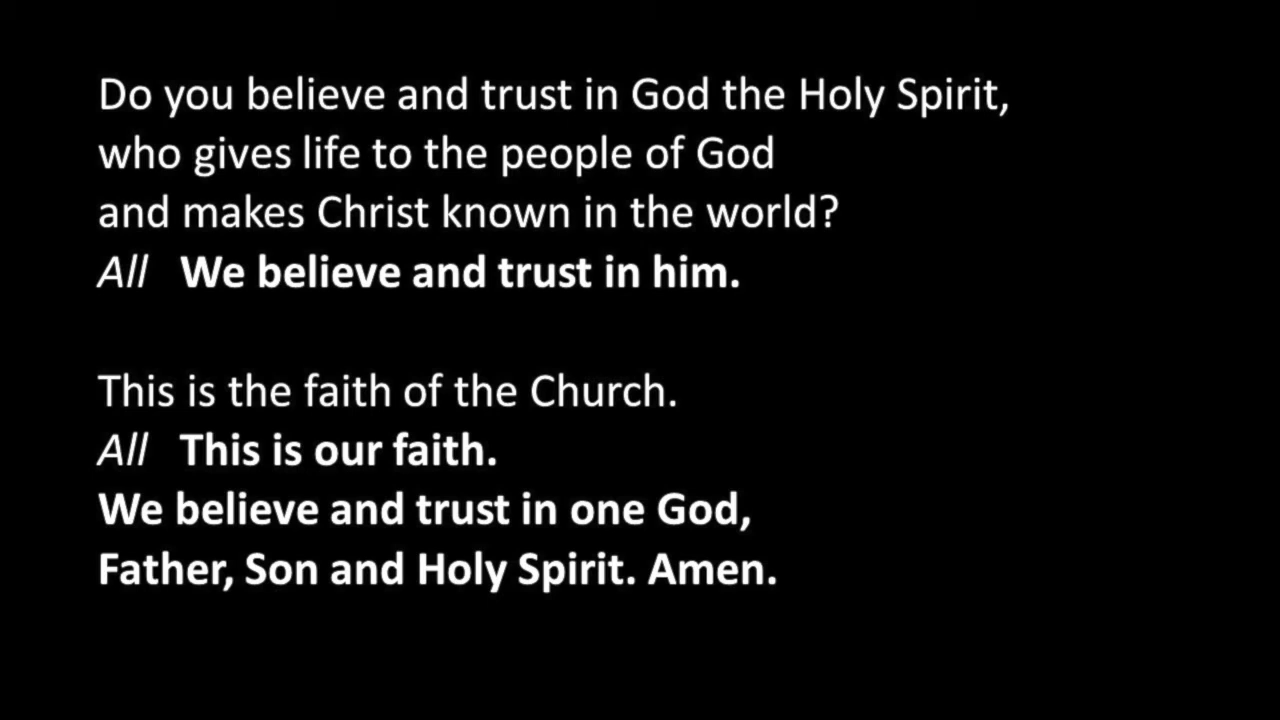 Do you believe and trust in God the Holy Spirit,
who gives life to the people of God
and makes Christ known in the world?
All We believe and trust in him.
This is the faith of the Church.
All This is our faith.
We believe and trust in one God,
Father, Son and Holy Spirit. Amen.